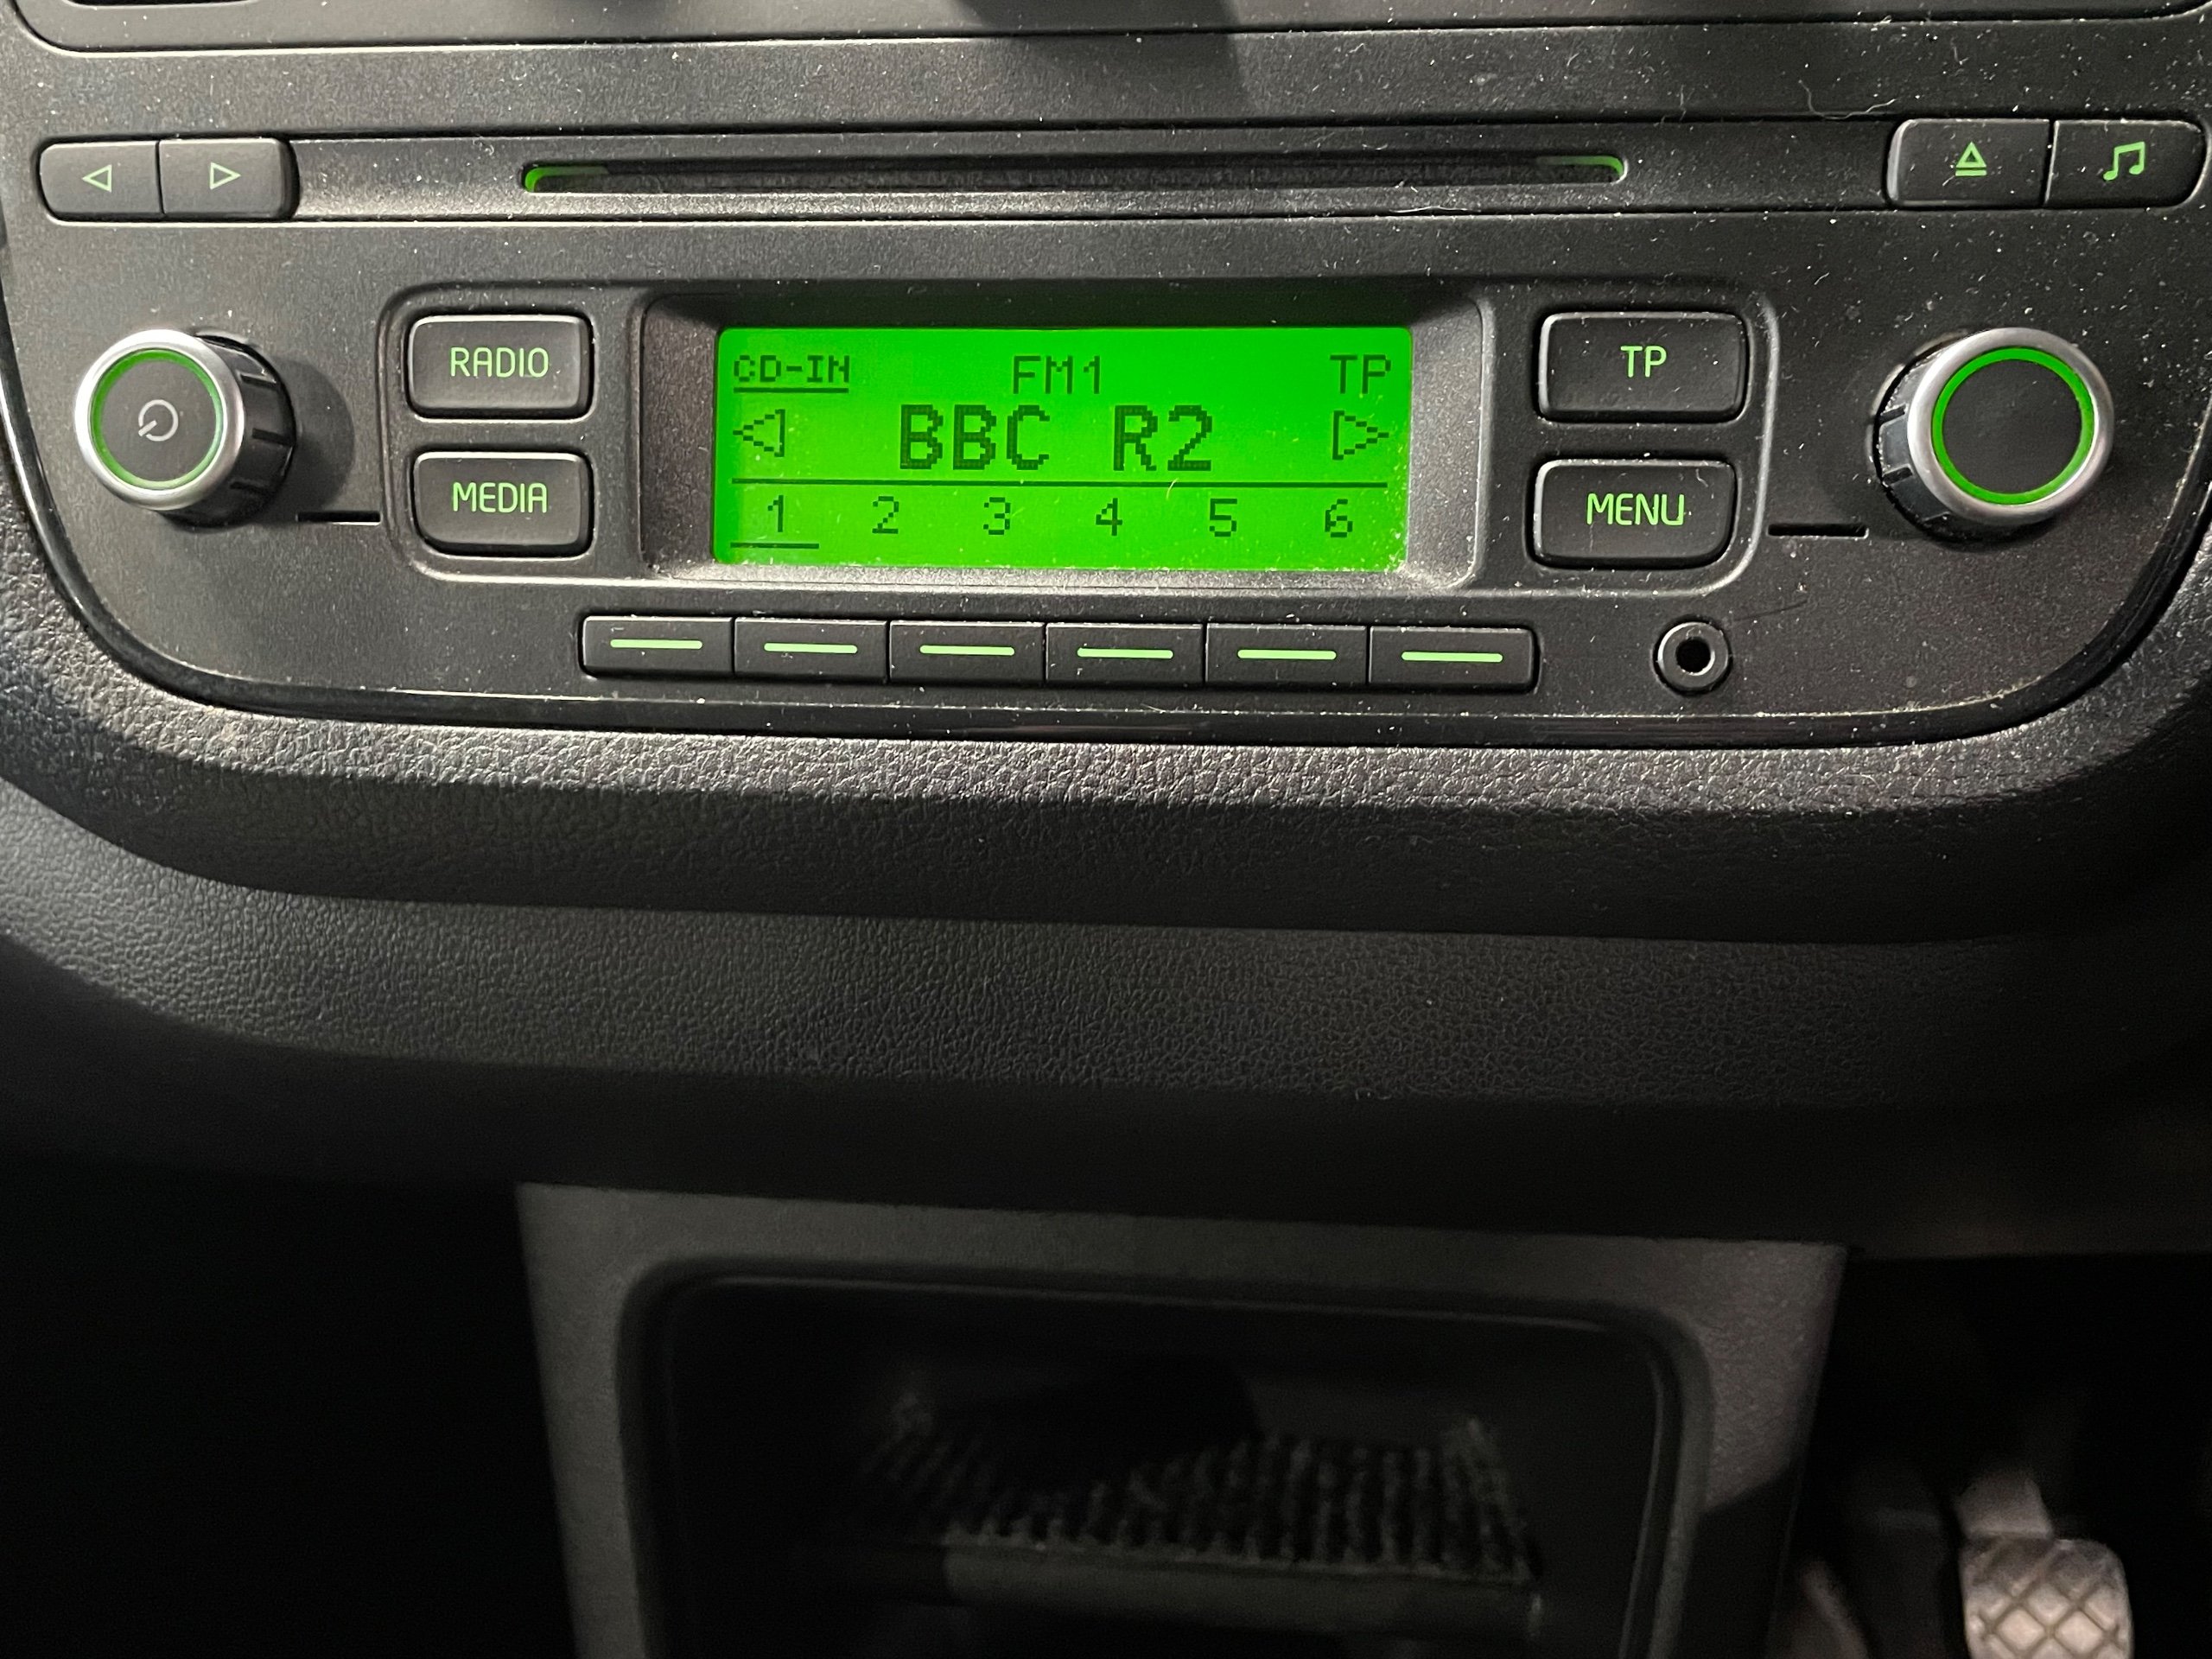 RADIO
MEDIA
CD-IN FM1 TP
BBC R2
1 2 3 4 5 6
TP
MENU